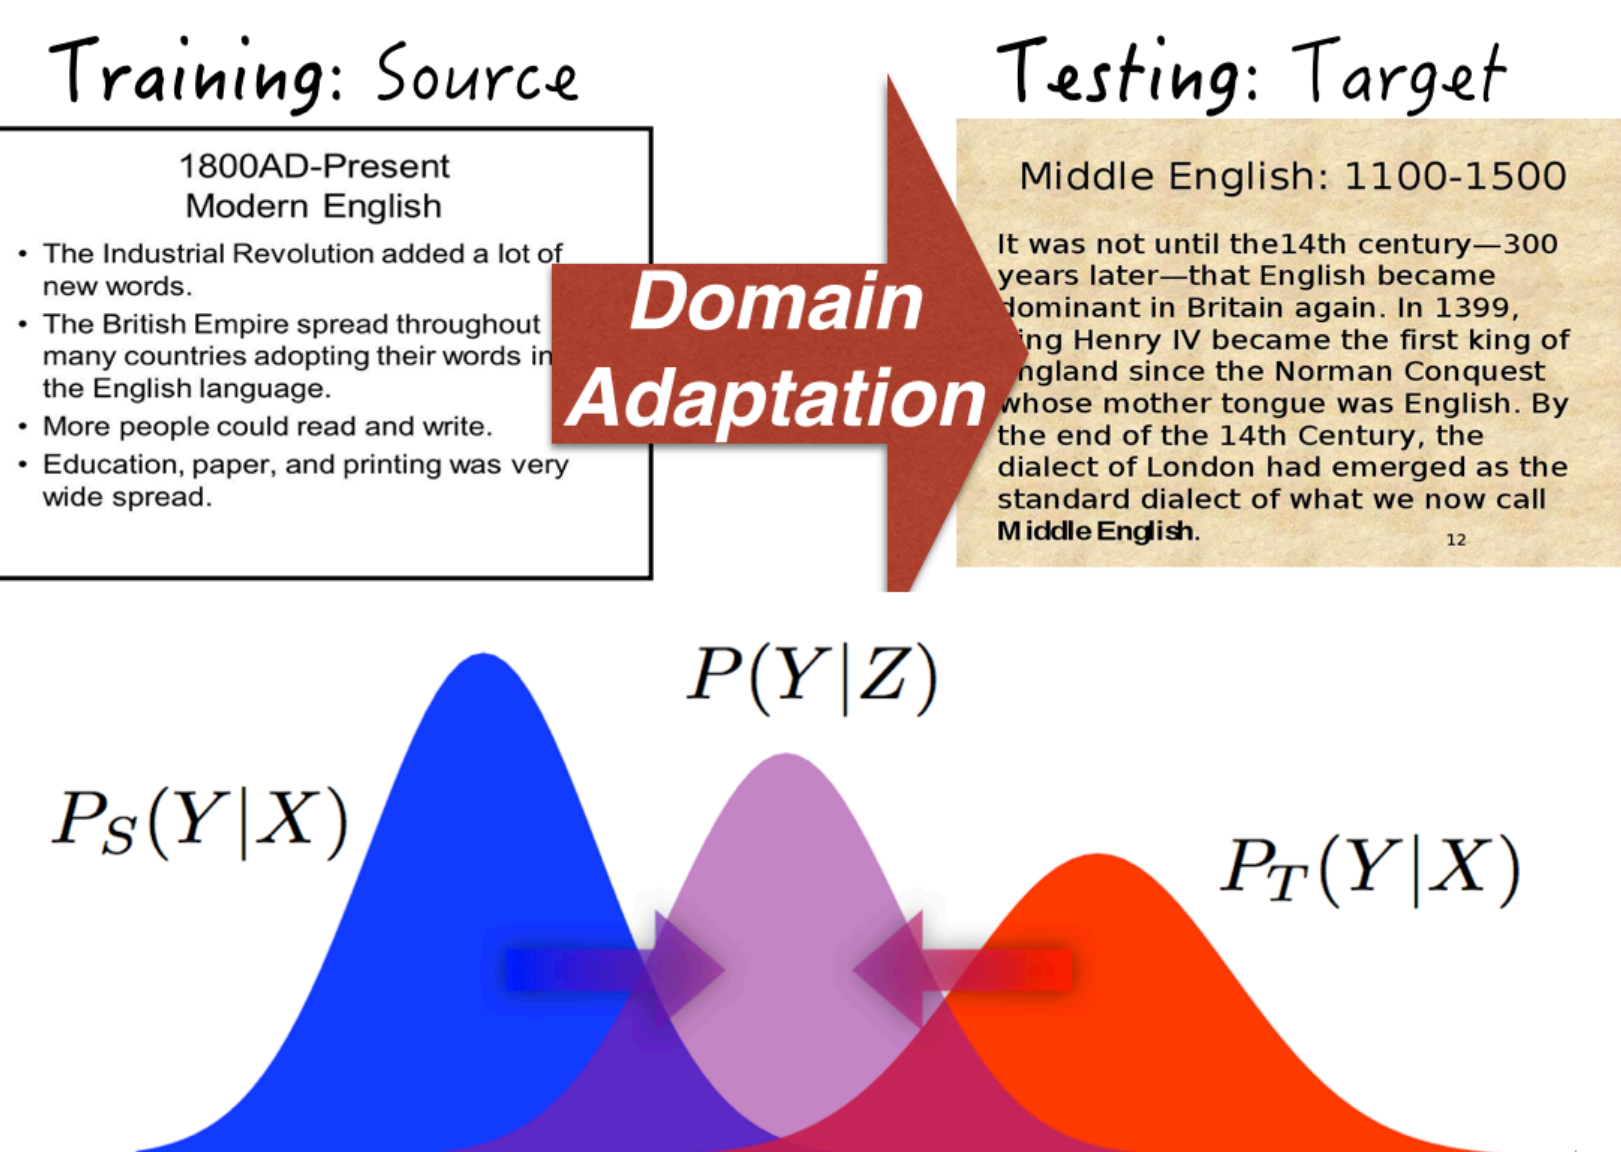 Training: Source
Testing: Target
1800AD-Present
Modern English
• The Industrial Revolution added a lot of
new words.
• The British Empire spread throughout
many countries adopting their words in
the English language.
• More people could read and write.
• Education, paper, and printing was very
wide spread.
Domain
Adaptation
Middle English: 1100-1500
It was not until the14th century—300
years later—that English became
dominant in Britain again. In 1399,
ing Henry IV became the first king of
ngland since the Norman Conquest
whose mother tongue was English. By
the end of the 14th Century, the
dialect of London had emerged as the
standard dialect of what we now call
Middle English.
12
P(Y|Z)
P_S(Y|X)
P_T(Y|X)